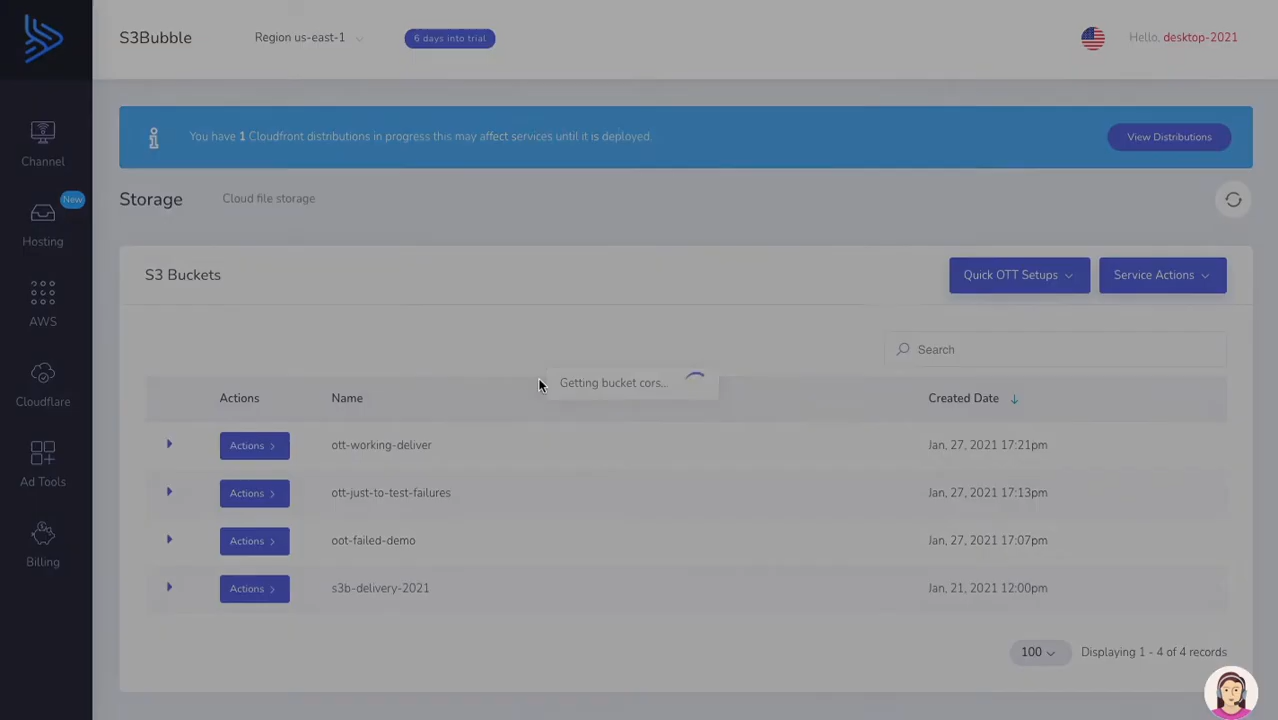 S3Bubble
Region us-east-1
6 days into trial
Hello, desktop-2021
Channel
New
Hosting
AWS
Cloudflare
Ad Tools
Billing
You have 1 Cloudfront distributions in progress this may affect services until it is deployed.
View Distributions
Storage
Cloud file storage
S3 Buckets
Quick OTT Setups
Service Actions
Search
Getting bucket cors...
Actions Name Created Date
Actions ott-working-deliver Jan, 27, 2021 17:21pm
Actions ott-just-to-test-failures Jan, 27, 2021 17:13pm
Actions oot-failed-demo Jan, 27, 2021 17:07pm
Actions s3b-delivery-2021 Jan, 21, 2021 12:00pm
100 Displaying 1 - 4 of 4 records